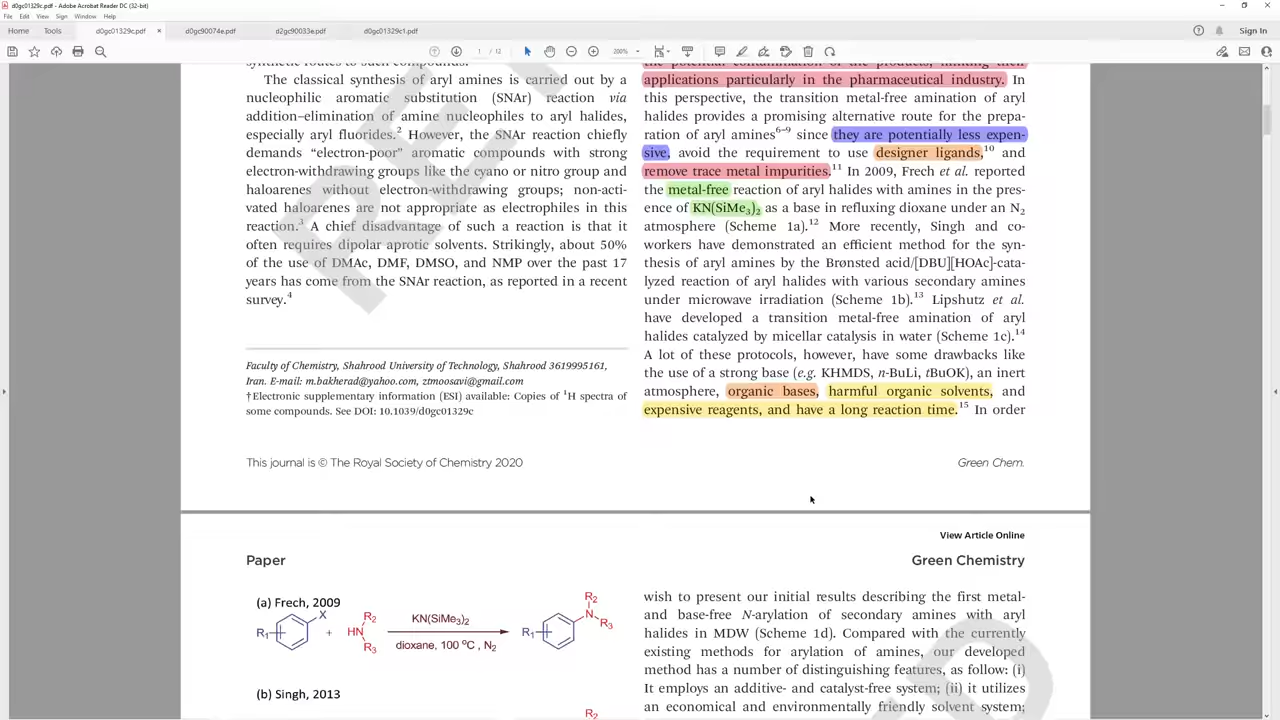 d0gc01329c.pdf - Adobe Acrobat Reader DC (32-bit)
File Edit View Sign Window Help
Home Tools d0gc01329c.pdf × d0gc90074e.pdf d2gc90033e.pdf d0gc01329c1.pdf Sign In
1 / 12 200%
synthetic routes to such compounds.
The classical synthesis of aryl amines is carried out by a
nucleophilic aromatic substitution (SNAr) reaction via
addition–elimination of amine nucleophiles to aryl halides,
especially aryl fluorides.2 However, the SNAr reaction chiefly
demands “electron-poor” aromatic compounds with strong
electron-withdrawing groups like the cyano or nitro group and
haloarenes without electron-withdrawing groups; non-acti-
vated haloarenes are not appropriate as electrophiles in this
reaction.3 A chief disadvantage of such a reaction is that it
often requires dipolar aprotic solvents. Strikingly, about 50%
of the use of DMAc, DMF, DMSO, and NMP over the past 17
years has come from the SNAr reaction, as reported in a recent
survey.4
Faculty of Chemistry, Shahrood University of Technology, Shahrood 3619995161,
Iran. E-mail: m.bakherad@yahoo.com, ztmoosavi@gmail.com
†Electronic supplementary information (ESI) available: Copies of 1H spectra of
some compounds. See DOI: 10.1039/d0gc01329c
the potential contamination of the products, limiting their
applications particularly in the pharmaceutical industry. In
this perspective, the transition metal-free amination of aryl
halides provides a promising alternative route for the prepa-
ration of aryl amines6–9 since they are potentially less expen-
sive, avoid the requirement to use designer ligands,10 and
remove trace metal impurities.11 In 2009, Frech et al. reported
the metal-free reaction of aryl halides with amines in the pres-
ence of KN(SiMe3)2 as a base in refluxing dioxane under an N2
atmosphere (Scheme 1a).12 More recently, Singh and co-
workers have demonstrated an efficient method for the syn-
thesis of aryl amines by the Brønsted acid/[DBU][HOAc]-cata-
lyzed reaction of aryl halides with various secondary amines
under microwave irradiation (Scheme 1b).13 Lipshutz et al.
have developed a transition metal-free amination of aryl
halides catalyzed by micellar catalysis in water (Scheme 1c).14
A lot of these protocols, however, have some drawbacks like
the use of a strong base (e.g. KHMDS, n-BuLi, tBuOK), an inert
atmosphere, organic bases, harmful organic solvents, and
expensive reagents, and have a long reaction time.15 In order
This journal is © The Royal Society of Chemistry 2020
Green Chem.
View Article Online
Paper
Green Chemistry
(a) Frech, 2009
R1 X + HN R2 R3
KN(SiMe3)2
dioxane, 100 oC , N2
R1 N R2 R3
(b) Singh, 2013
R2
wish to present our initial results describing the first metal-
and base-free N-arylation of secondary amines with aryl
halides in MDW (Scheme 1d). Compared with the currently
existing methods for arylation of amines, our developed
method has a number of distinguishing features, as follow: (i)
It employs an additive- and catalyst-free system; (ii) it utilizes
an economical and environmentally friendly solvent system;